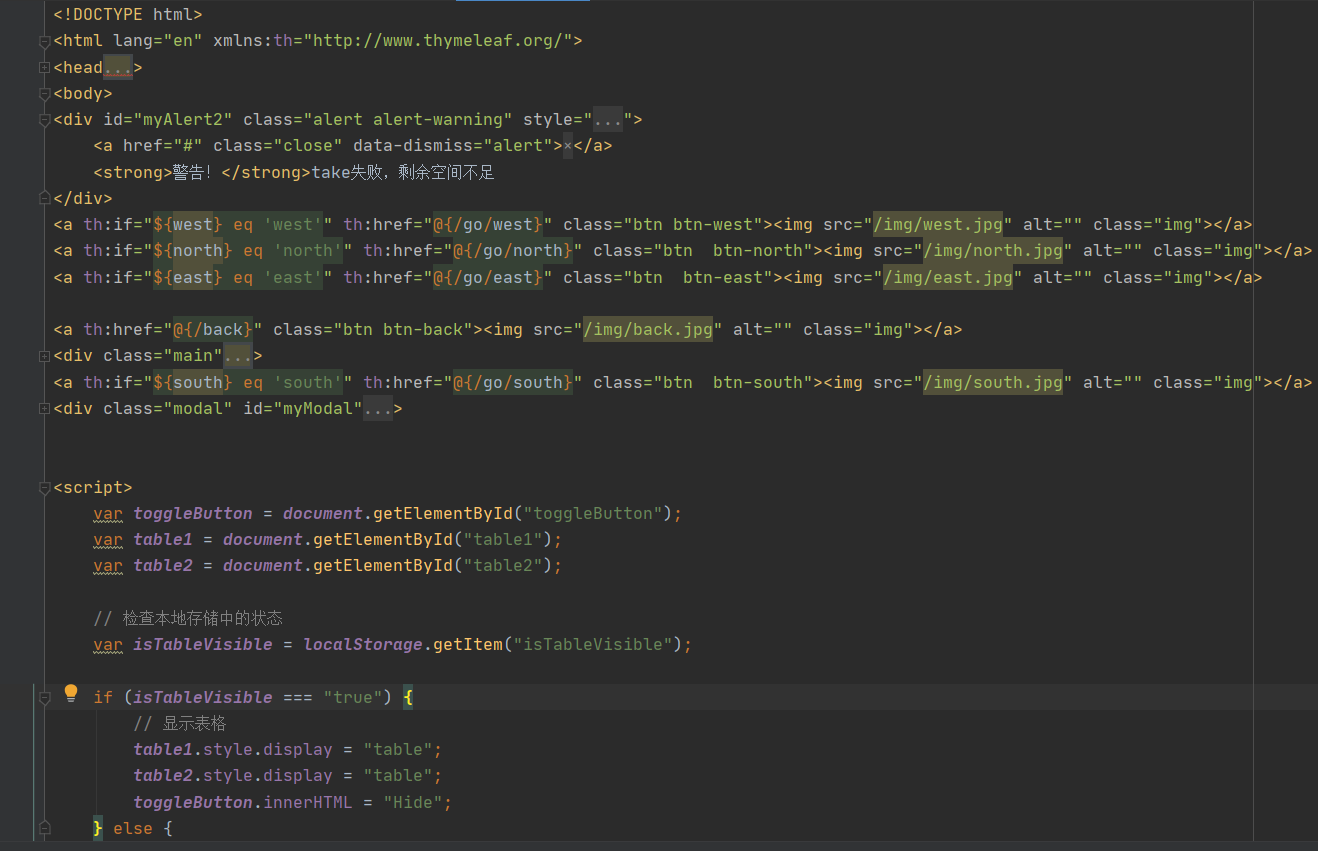 <!DOCTYPE html>
<html lang="en" xmlns:th="http://www.thymeleaf.org/">
<head...>
<body>
<div id="myAlert2" class="alert alert-warning" style="...">
    <a href="#" class="close" data-dismiss="alert">×</a>
    <strong>警告！</strong>take失败，剩余空间不足
</div>
<a th:if="${west} eq 'west'" th:href="@{/go/west}" class="btn btn-west"><img src="/img/west.jpg" alt="" class="img"></a>
<a th:if="${north} eq 'north'" th:href="@{/go/north}" class="btn  btn-north"><img src="/img/north.jpg" alt="" class="img"></a>
<a th:if="${east} eq 'east'" th:href="@{/go/east}" class="btn  btn-east"><img src="/img/east.jpg" alt="" class="img"></a>
<a th:href="@{/back}" class="btn btn-back"><img src="/img/back.jpg" alt="" class="img"></a>
<div class="main"...>
<a th:if="${south} eq 'south'" th:href="@{/go/south}" class="btn  btn-south"><img src="/img/south.jpg" alt="" class="img"></a>
<div class="modal" id="myModal"...>
<script>
    var toggleButton = document.getElementById("toggleButton");
    var table1 = document.getElementById("table1");
    var table2 = document.getElementById("table2");
    // 检查本地存储中的状态
    var isTableVisible = localStorage.getItem("isTableVisible");
    if (isTableVisible === "true") {
        // 显示表格
        table1.style.display = "table";
        table2.style.display = "table";
        toggleButton.innerHTML = "Hide";
    } else {